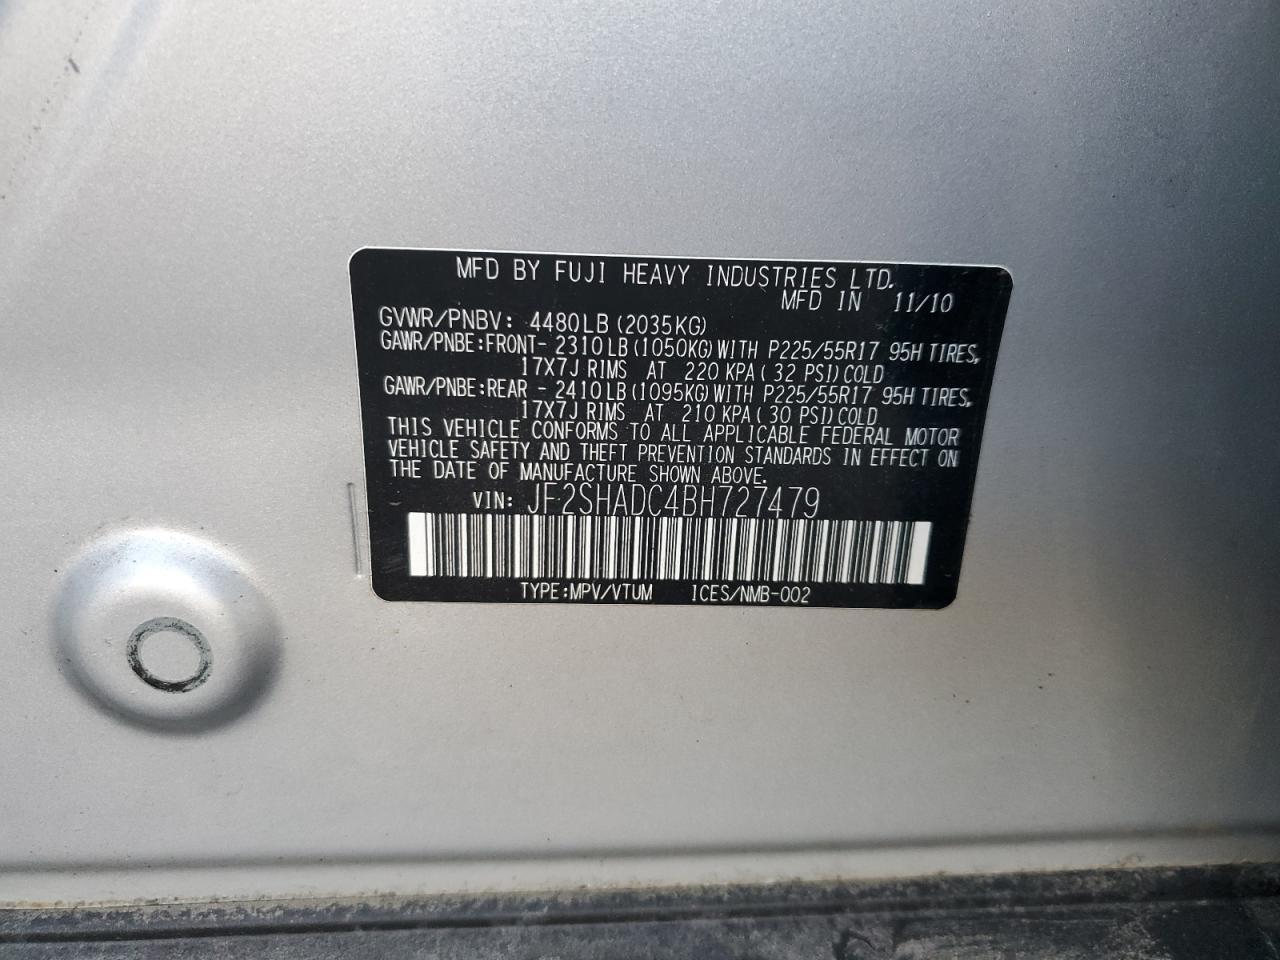 MFD BY FUJI HEAVY INDUSTRIES LTD.
MFD IN 11/10
GVWR/PNBV: 4480LB(2035KG)
GAWR/PNBE:FRONT- 2310LB(1050KG)WITH P225/55R17 95H TIRES,
17X7J RIMS AT 220 KPA( 32 PSI)COLD
GAWR/PNBE:REAR - 2410LB(1095KG)WITH P225/55R17 95H TIRES,
17X7J RIMS AT 210 KPA( 30 PSI)COLD
THIS VEHICLE CONFORMS TO ALL APPLICABLE FEDERAL MOTOR
VEHICLE SAFETY AND THEFT PREVENTION STANDARDS IN EFFECT ON
THE DATE OF MANUFACTURE SHOWN ABOVE.
VIN: JF2SHADC4BH727479
TYPE:MPV/VTUM ICES/NMB-002